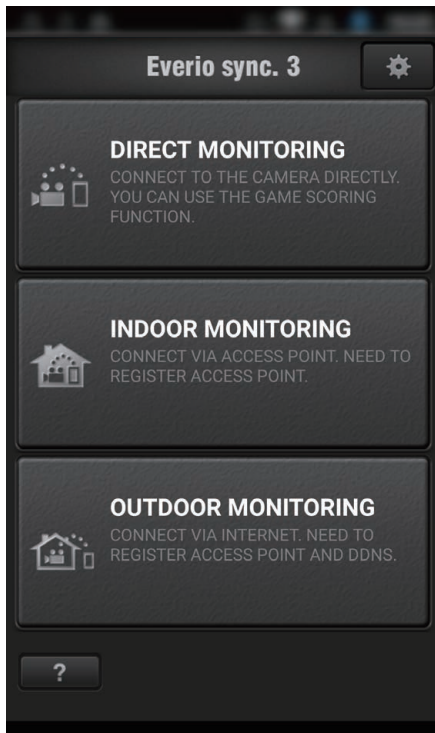 Everio sync. 3
DIRECT MONITORING
CONNECT TO THE CAMERA DIRECTLY.
YOU CAN USE THE GAME SCORING
FUNCTION.
INDOOR MONITORING
CONNECT VIA ACCESS POINT. NEED TO
REGISTER ACCESS POINT.
OUTDOOR MONITORING
CONNECT VIA INTERNET. NEED TO
REGISTER ACCESS POINT AND DDNS.
?